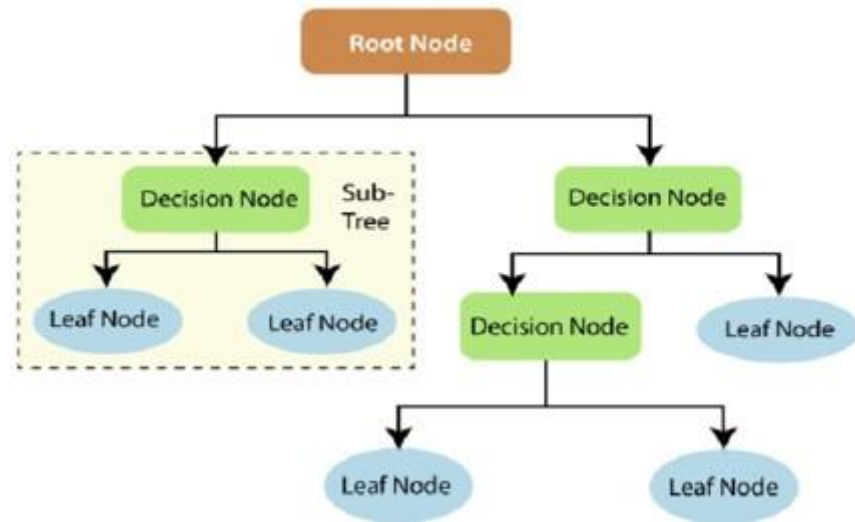 Root Node
Decision Node
Sub-
Tree
Decision Node
Leaf Node
Leaf Node
Decision Node
Leaf Node
Leaf Node
Leaf Node